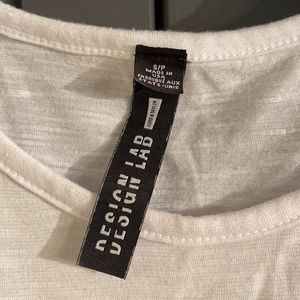 S/P
MADE IN
USA
FABRIQUÉ AUX
ÉTATS-UNIS
DESIGN LAB